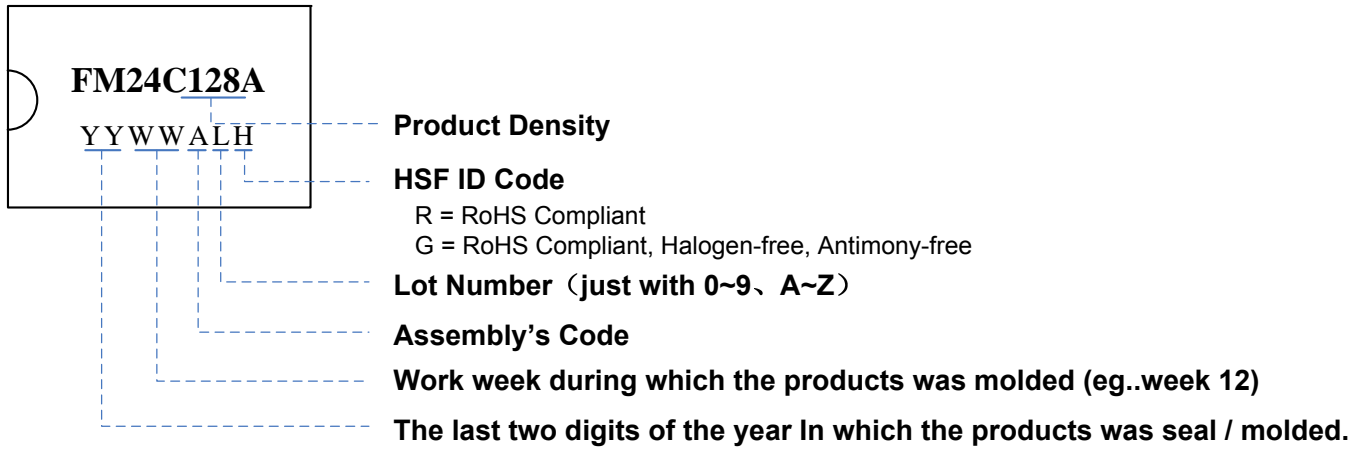 FM24C128A
YYWWALH
Product Density
HSF ID Code
R = RoHS Compliant
G = RoHS Compliant, Halogen-free, Antimony-free
Lot Number（just with 0~9、A~Z）
Assembly’s Code
Work week during which the products was molded (eg..week 12)
The last two digits of the year In which the products was seal / molded.